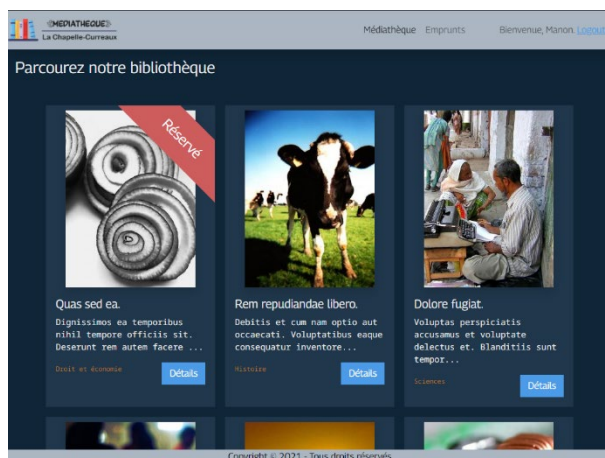 MEDIATHEQUE
La Chapelle-Curreaux
Médiathèque Emprunts Bienvenue, Manon. Logout
Parcourez notre bibliothèque
Réservé
Quas sed ea.
Dignissimos ea temporibus
nihil tempore officiis sit.
Deserunt rem autem facere ...
Droit et économie
Détails
Rem repudiandae libero.
Debitis et cum nam optio aut
occaecati. Voluptatibus eaque
consequatur inventore...
Histoire
Détails
Dolore fugiat.
Voluptas perspiciatis
accusamus et voluptate
delectus et. Blanditiis sunt
tempor...
Sciences
Détails
Copyright © 2021 - Tous droits réservés